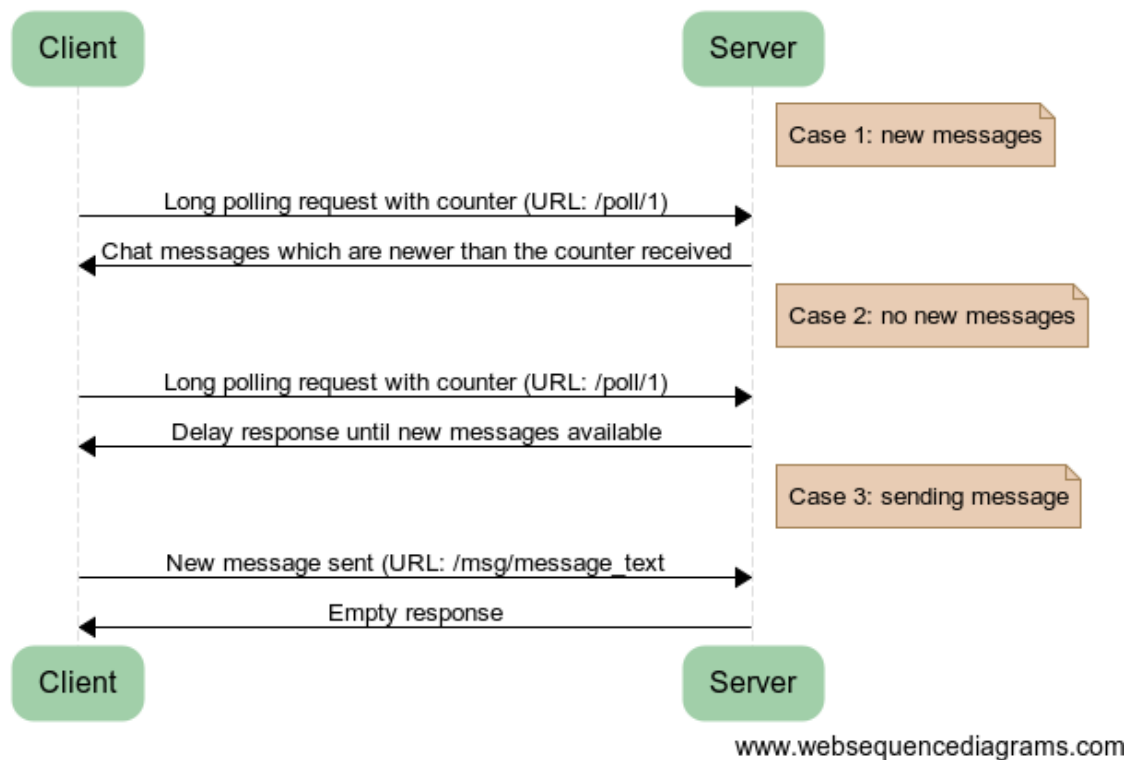 Client
Server
Case 1: new messages
Long polling request with counter (URL: /poll/1)
Chat messages which are newer than the counter received
Case 2: no new messages
Long polling request with counter (URL: /poll/1)
Delay response until new messages available
Case 3: sending message
New message sent (URL: /msg/message_text
Empty response
Client
Server
www.websequencediagrams.com